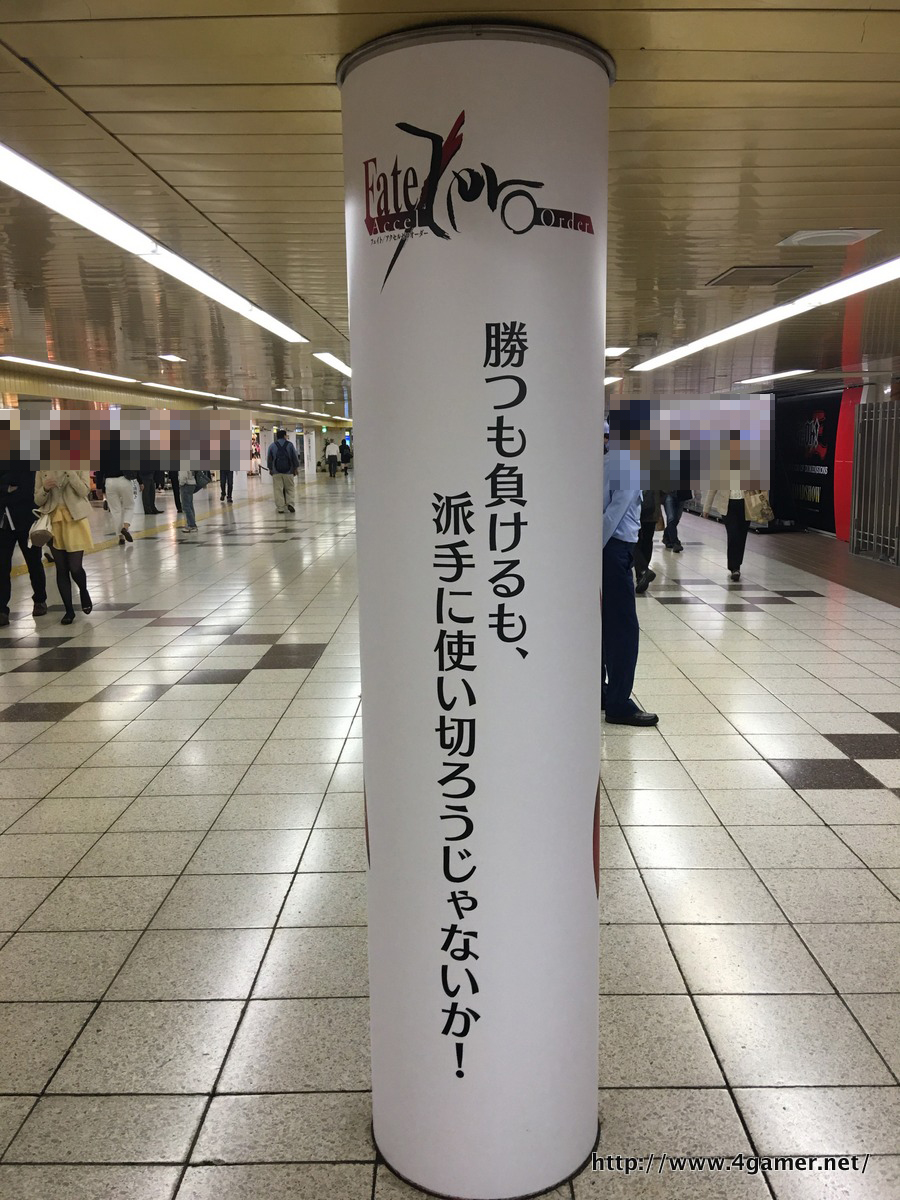 Fate
Accel Zero Order
フェイト/アクセルゼロオーダー
勝つも負けるも、
派手に使い切ろうじゃないか!
http://www.4gamer.net/